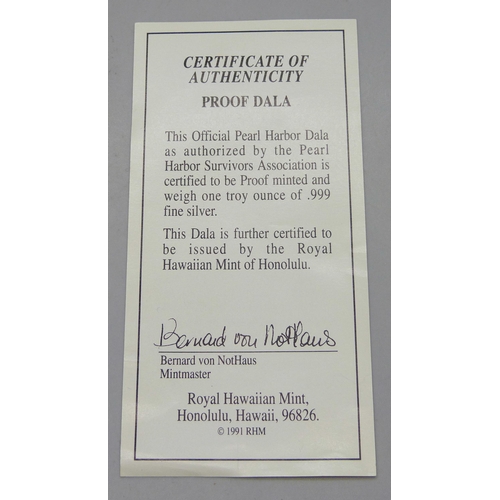 CERTIFICATE OF
AUTHENTICITY
PROOF DALA
This Official Pearl Harbor Dala
as authorized by the Pearl
Harbor Survivors Association is
certified to be Proof minted and
weigh one troy ounce of .999
fine silver.
This Dala is further certified to
be issued by the Royal
Hawaiian Mint of Honolulu.
Bernard von NotHaus
Bernard von NotHaus
Mintmaster
Royal Hawaiian Mint,
Honolulu, Hawaii, 96826.
© 1991 RHM